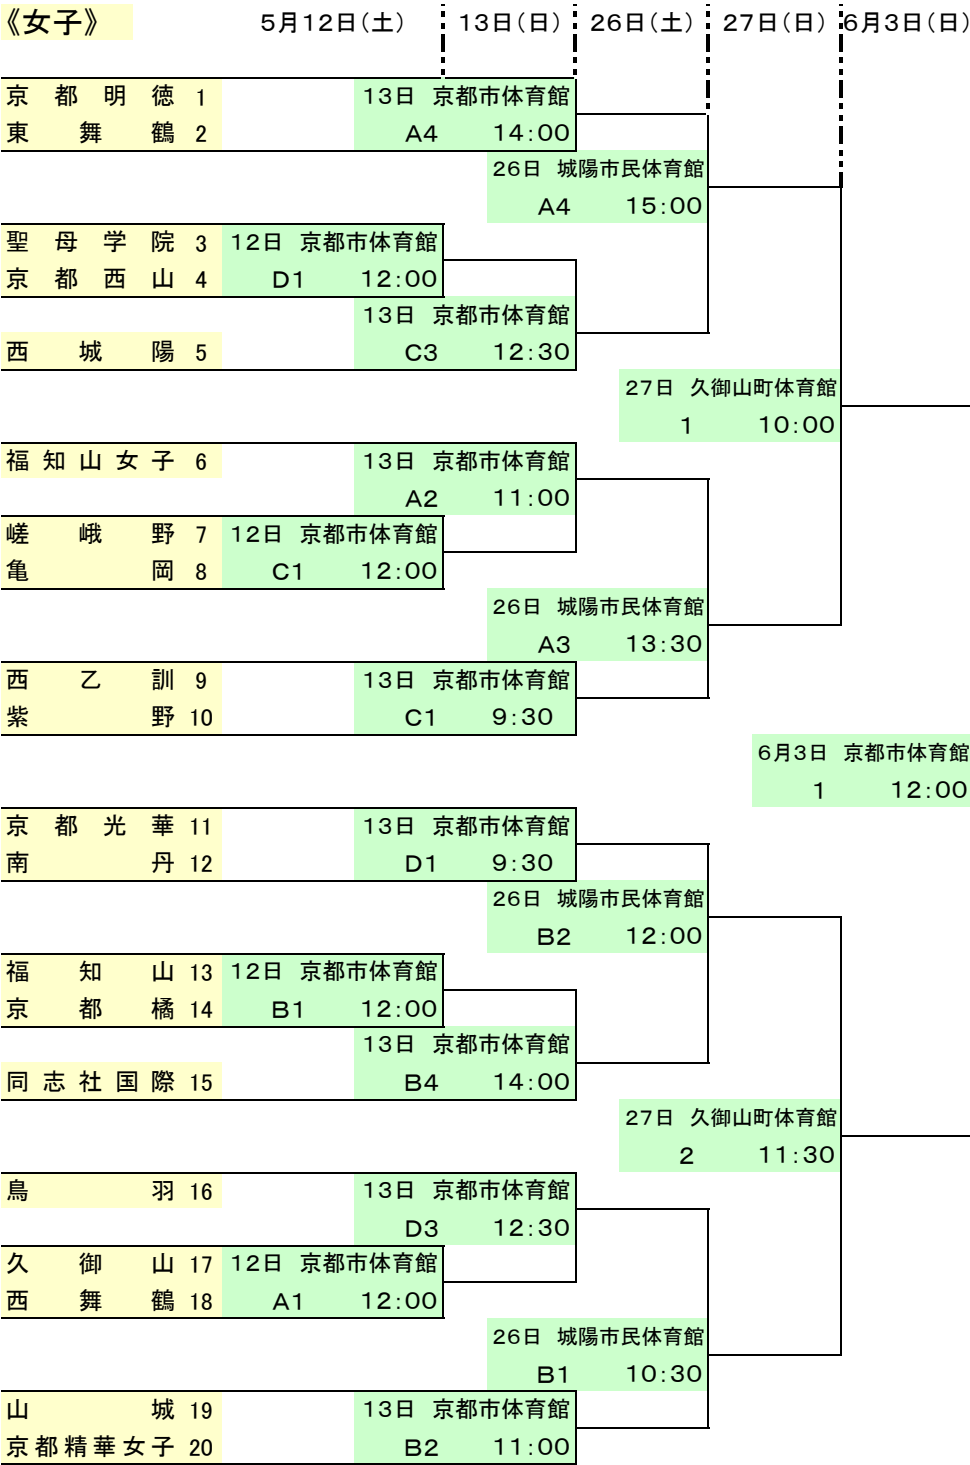 《女子》 5月12日(土) 13日(日) 26日(土) 27日(日) 6月3日(日)
京都明徳 1 13日 京都市体育館
東舞鶴 2 A4 14:00
26日 城陽市民体育館
A4 15:00
聖母学院 3 12日 京都市体育館
京都西山 4 D1 12:00
13日 京都市体育館
西城陽 5 C3 12:30
27日 久御山町体育館
1 10:00
福知山女子 6 13日 京都市体育館
A2 11:00
嵯峨野 7 12日 京都市体育館
亀岡 8 C1 12:00
26日 城陽市民体育館
A3 13:30
西乙訓 9 13日 京都市体育館
紫野 10 C1 9:30
6月3日 京都市体育館
1 12:00
京都光華 11 13日 京都市体育館
南丹 12 D1 9:30
26日 城陽市民体育館
B2 12:00
福知山 13 12日 京都市体育館
京都橘 14 B1 12:00
13日 京都市体育館
同志社国際 15 B4 14:00
27日 久御山町体育館
2 11:30
鳥羽 16 13日 京都市体育館
D3 12:30
久御山 17 12日 京都市体育館
西舞鶴 18 A1 12:00
26日 城陽市民体育館
B1 10:30
山城 19 13日 京都市体育館
京都精華女子 20 B2 11:00